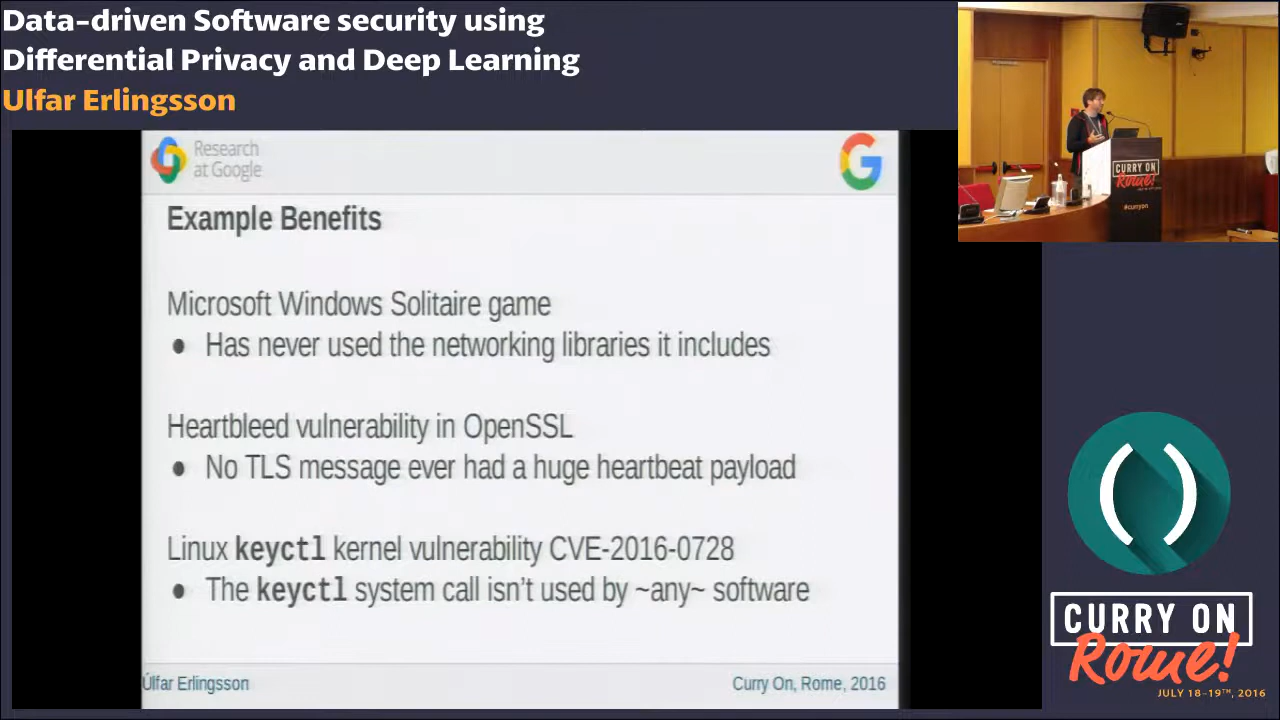 Data-driven Software security using
Differential Privacy and Deep Learning
Ulfar Erlingsson
Research
at Google
Example Benefits
Microsoft Windows Solitaire game
● Has never used the networking libraries it includes
Heartbleed vulnerability in OpenSSL
● No TLS message ever had a huge heartbeat payload
Linux keyctl kernel vulnerability CVE-2016-0728
● The keyctl system call isn't used by ~any~ software
Úlfar Erlingsson
Curry On, Rome, 2016
CURRY ON
Rome!
#curryon
CURRY ON
Rome!
JULY 18-19TH, 2016